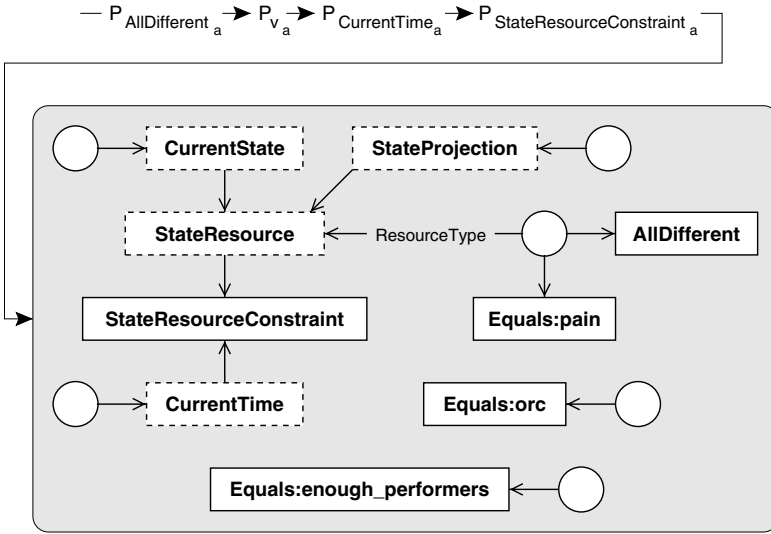 P AllDifferent a P v a P CurrentTime a P StateResourceConstraint a
CurrentState StateProjection
StateResource ResourceType AllDifferent
StateResourceConstraint Equals:pain
CurrentTime Equals:orc
Equals:enough_performers